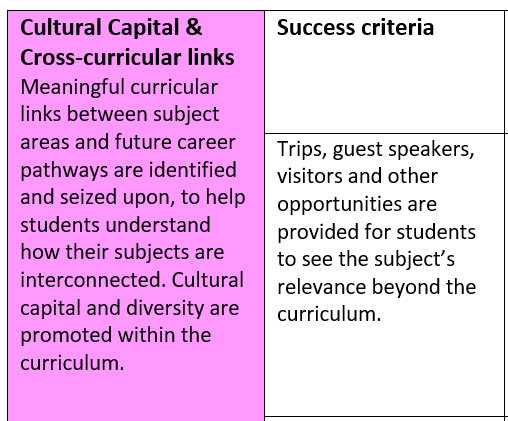 Cultural Capital &
Cross-curricular links
Meaningful curricular
links between subject
areas and future career
pathways are identified
and seized upon, to help
students understand
how their subjects are
interconnected. Cultural
capital and diversity are
promoted within the
curriculum.
Success criteria
Trips, guest speakers,
visitors and other
opportunities are
provided for students
to see the subject’s
relevance beyond the
curriculum.